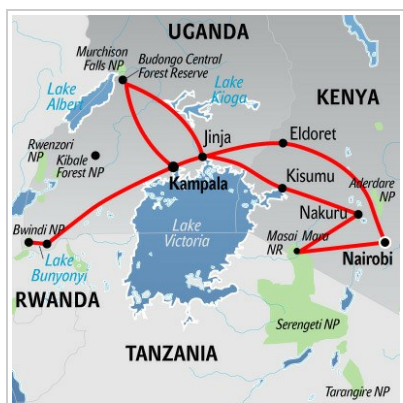 UGANDA
Murchison
Falls NP
Budongo Central
Forest Reserve
Lake
Albert
Lake
Kioga
KENYA
Jinja
Eldoret
Rwenzori
NP
Kibale
Forest NP
Kampala
Kisumu
Aderdare
NP
Nakuru
Bwindi NP
Lake
Victoria
Masai Mara
NR
Nairobi
Lake
Bunyonyi
RWANDA
Serengeti NP
TANZANIA
Tarangire NP